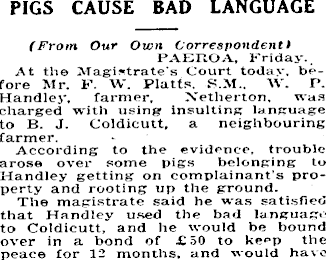 PIGS CAUSE BAD LANGUAGE
(From Our Own Correspondent)
PAEROA, Friday.
At the Magistrate's Court today, be-
fore Mr. F. W. Platts, S.M., W. P.
Handley, farmer, Netherton, was
charged with using insulting language
to B. J. Coldicutt, a neighbouring
farmer.
According to the evidence, trouble
arose over some pigs belonging to
Handley getting on complainant's pro-
perty and rooting up the ground.
The magistrate said he was satisfied
that Handley used the bad language
to Coldicutt, and he would be bound
over in a bond of £50 to keep the
peace for 12 months, and would have